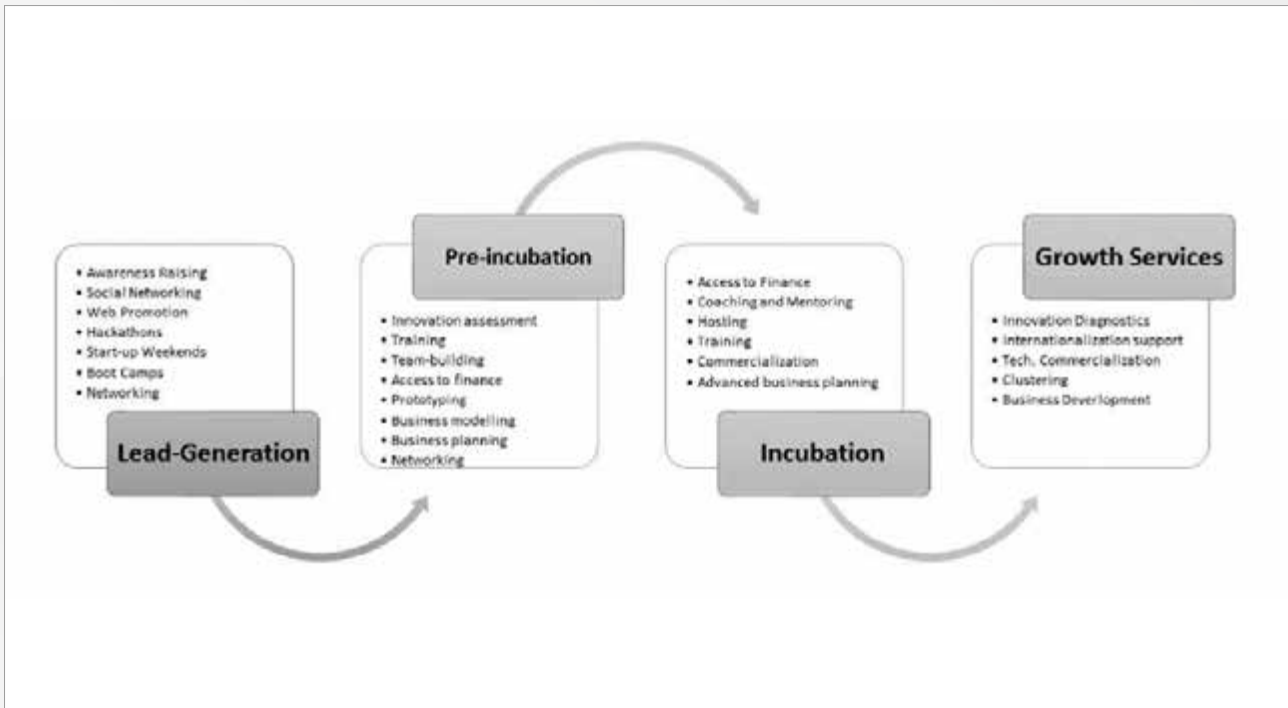 • Awareness Raising
• Social Networking
• Web Promotion
• Hackathons
• Start-up Weekends
• Boot Camps
• Networking
Lead-Generation
Pre-incubation
• Innovation assessment
• Training
• Team-building
• Access to finance
• Prototyping
• Business modelling
• Business planning
• Networking
• Access to Finance
• Coaching and Mentoring
• Hosting
• Training
• Commercialization
• Advanced business planning
Incubation
Growth Services
• Innovation Diagnostics
• Internationalization support
• Tech. Commercialization
• Clustering
• Business Deverlopment